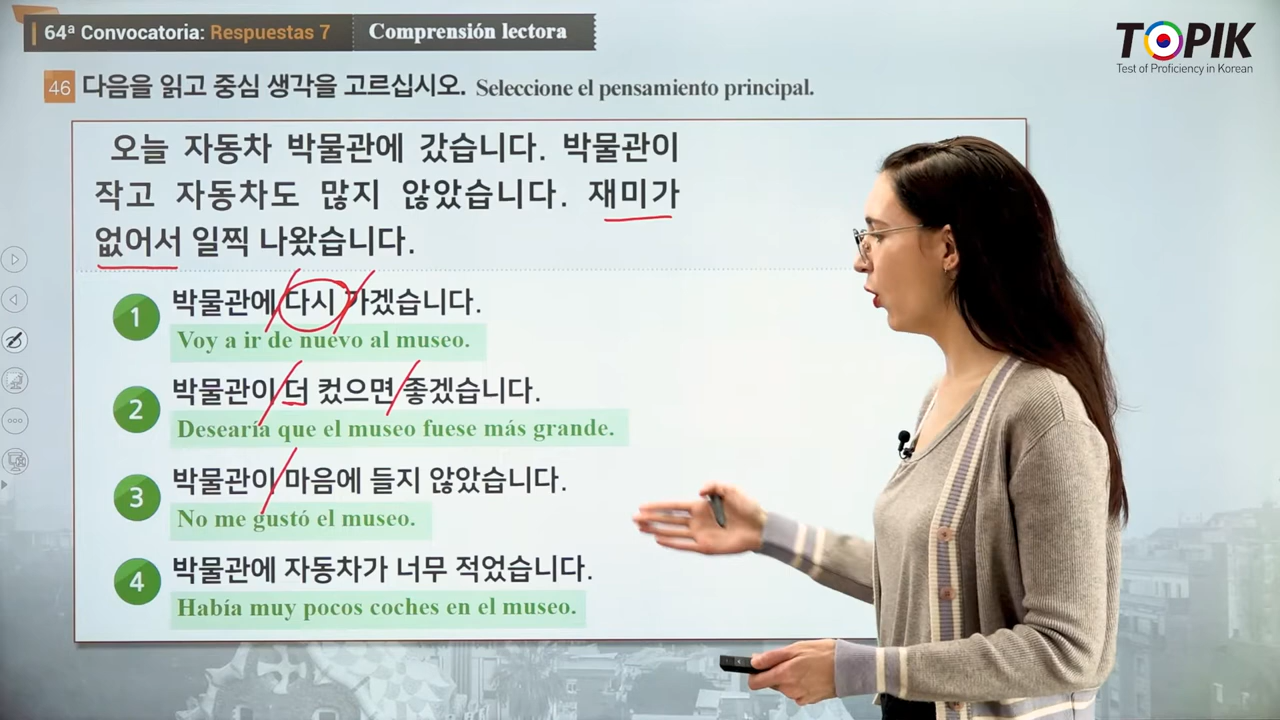 64ª Convocatoria: Respuestas 7 Comprensión lectora
TOPIK
Test of Proficiency in Korean
46 다음을 읽고 중심 생각을 고르십시오. Seleccione el pensamiento principal.
오늘 자동차 박물관에 갔습니다. 박물관이
작고 자동차도 많지 않았습니다. 재미가
없어서 일찍 나왔습니다.
1 박물관에 다시 가겠습니다.
Voy a ir de nuevo al museo.
2 박물관이 더 컸으면 좋겠습니다.
Desearía que el museo fuese más grande.
3 박물관이 마음에 들지 않았습니다.
No me gustó el museo.
4 박물관에 자동차가 너무 적었습니다.
Había muy pocos coches en el museo.